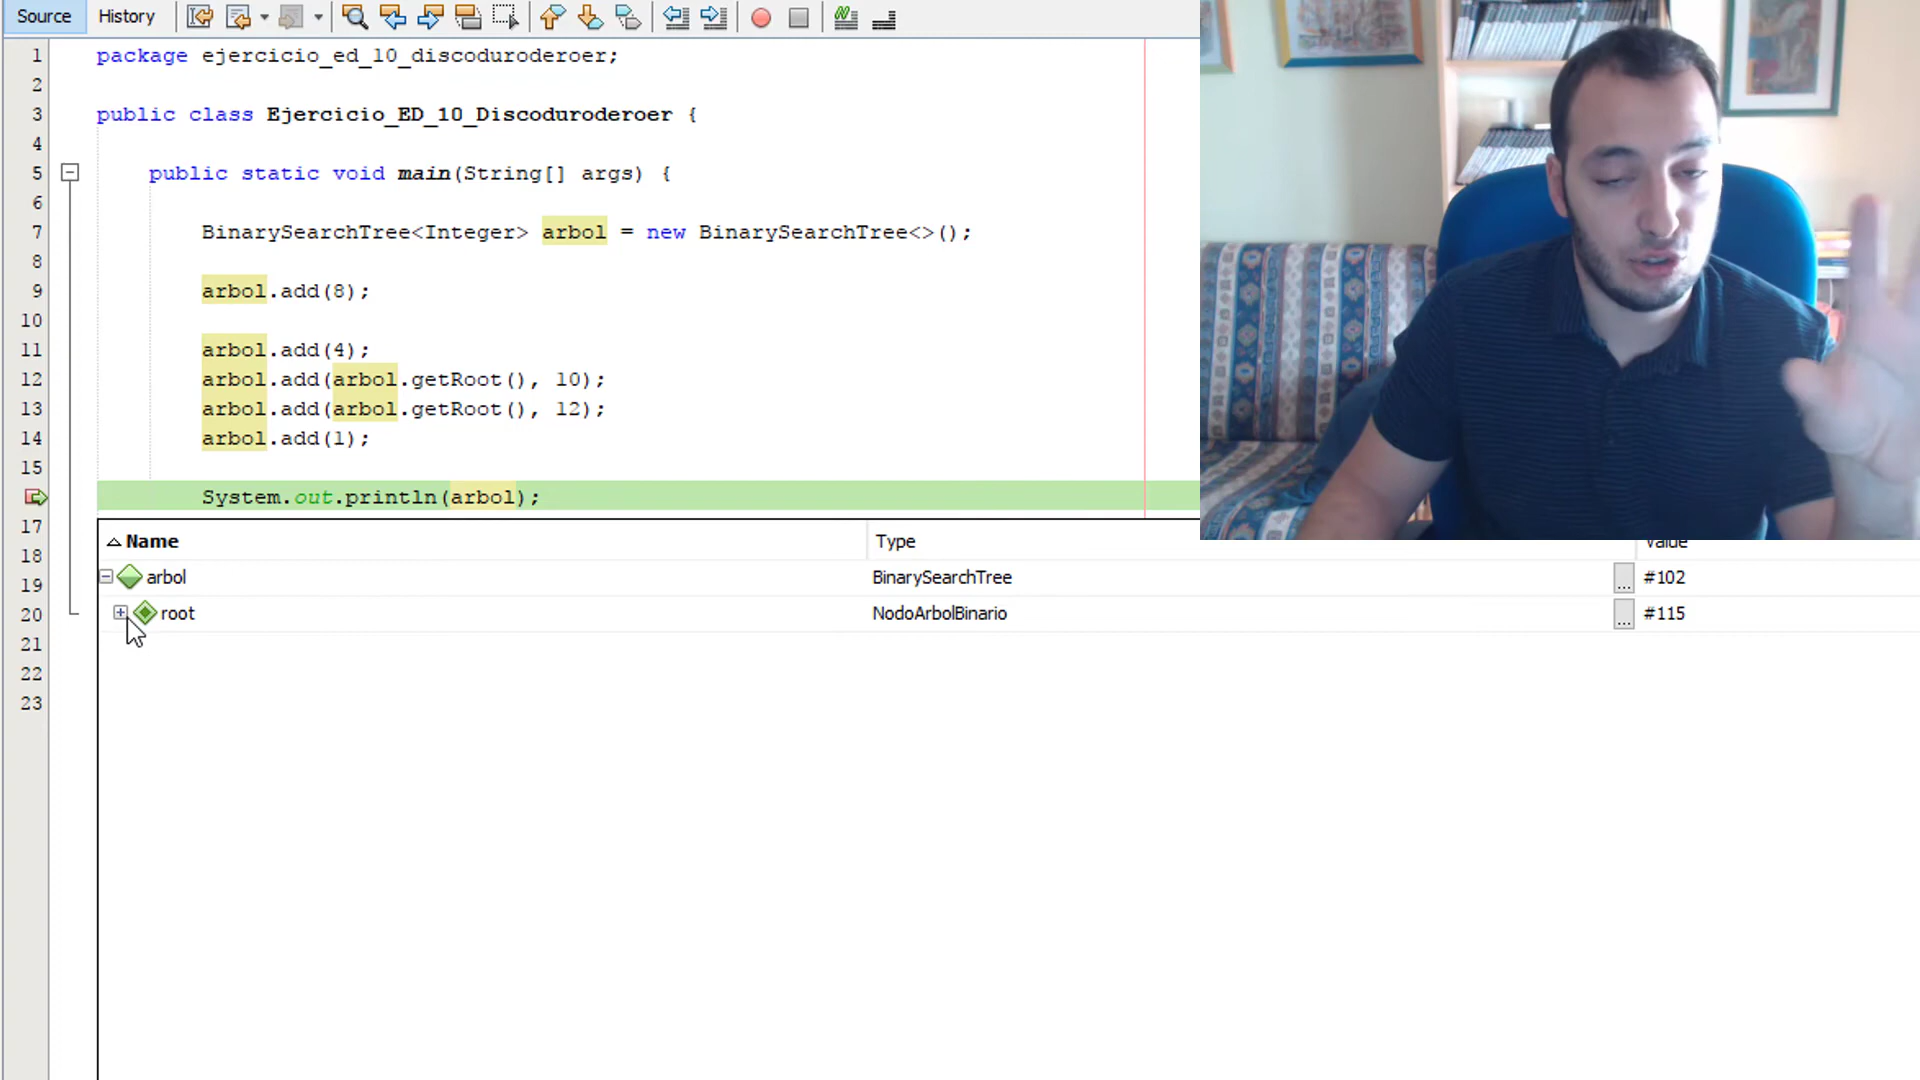 Source History
1 package ejercicio_ed_10_discoduroderoer;
2
3 public class Ejercicio_ED_10_Discoduroderoer {
4
5 public static void main(String[] args) {
6
7 BinarySearchTree<Integer> arbol = new BinarySearchTree<>();
8
9 arbol.add(8);
10
11 arbol.add(4);
12 arbol.add(arbol.getRoot(), 10);
13 arbol.add(arbol.getRoot(), 12);
14 arbol.add(1);
15
System.out.println(arbol);
17
Name Type Value
18
19 arbol BinarySearchTree ... #102
20 root NodoArbolBinario ... #115
21
22
23